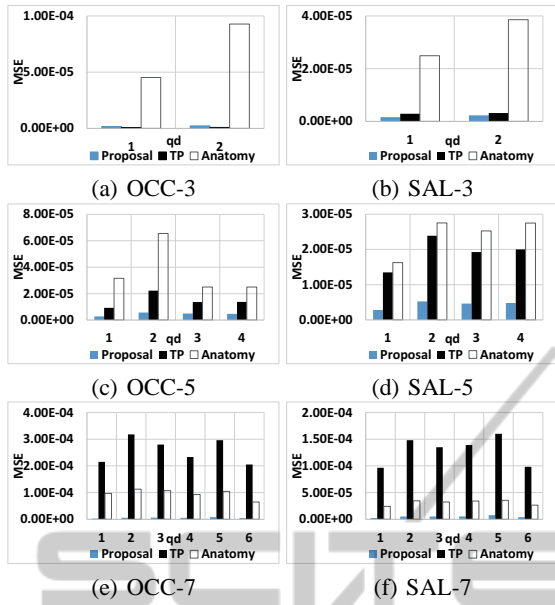 1.00E-04
5.00E-05
0.00E+00
MSE
1 qd 2
Proposal TP Anatomy
(a) OCC-3
4.00E-05
2.00E-05
0.00E+00
MSE
1 qd 2
Proposal TP Anatomy
(b) SAL-3
8.00E-05
6.00E-05
4.00E-05
2.00E-05
0.00E+00
MSE
1 2 qd 3 4
Proposal TP Anatomy
(c) OCC-5
3.00E-05
2.00E-05
1.00E-05
0.00E+00
MSE
1 2 qd 3 4
Proposal TP Anatomy
(d) SAL-5
4.00E-04
3.00E-04
2.00E-04
1.00E-04
0.00E+00
MSE
1 2 3 qd 4 5 6
Proposal TP Anatomy
(e) OCC-7
2.00E-04
1.50E-04
1.00E-04
5.00E-05
0.00E+00
MSE
1 2 3 qd 4 5 6
Proposal TP Anatomy
(f) SAL-7